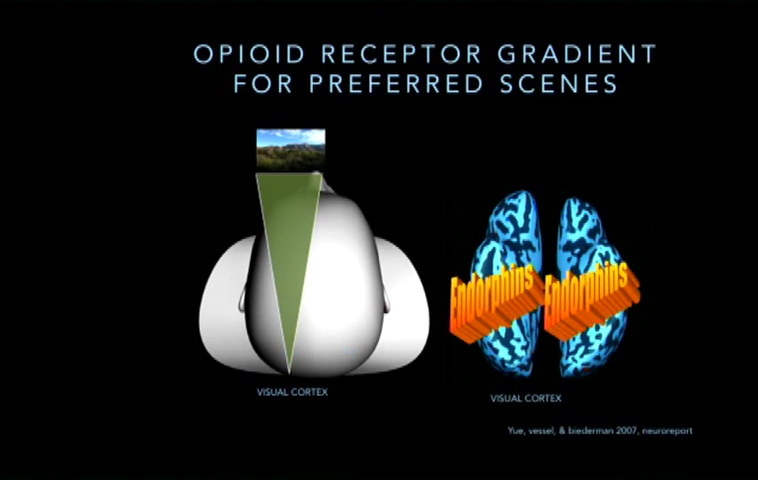 OPIOID RECEPTOR GRADIENT
FOR PREFERRED SCENES
Endorphins
Endorphins
VISUAL CORTEX
VISUAL CORTEX
Yue, vessel, & biederman 2007, neuroreport